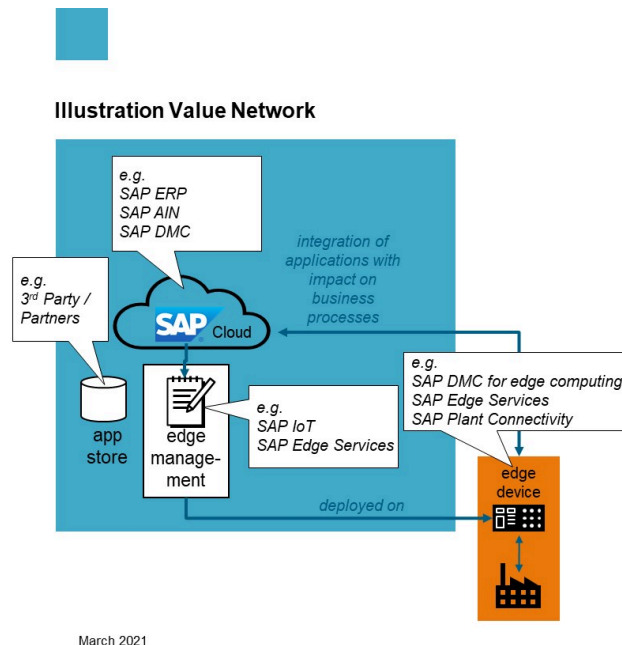 Illustration Value Network
e.g.
SAP ERP
SAP AIN
SAP DMC
integration of
applications with
impact on
business
processes
e.g.
3rd Party /
Partners
SAP Cloud
e.g.
SAP DMC for edge computing
SAP Edge Services
SAP Plant Connectivity
e.g.
SAP IoT
SAP Edge Services
app
store
edge
manage-
ment
edge
device
deployed on
March 2021